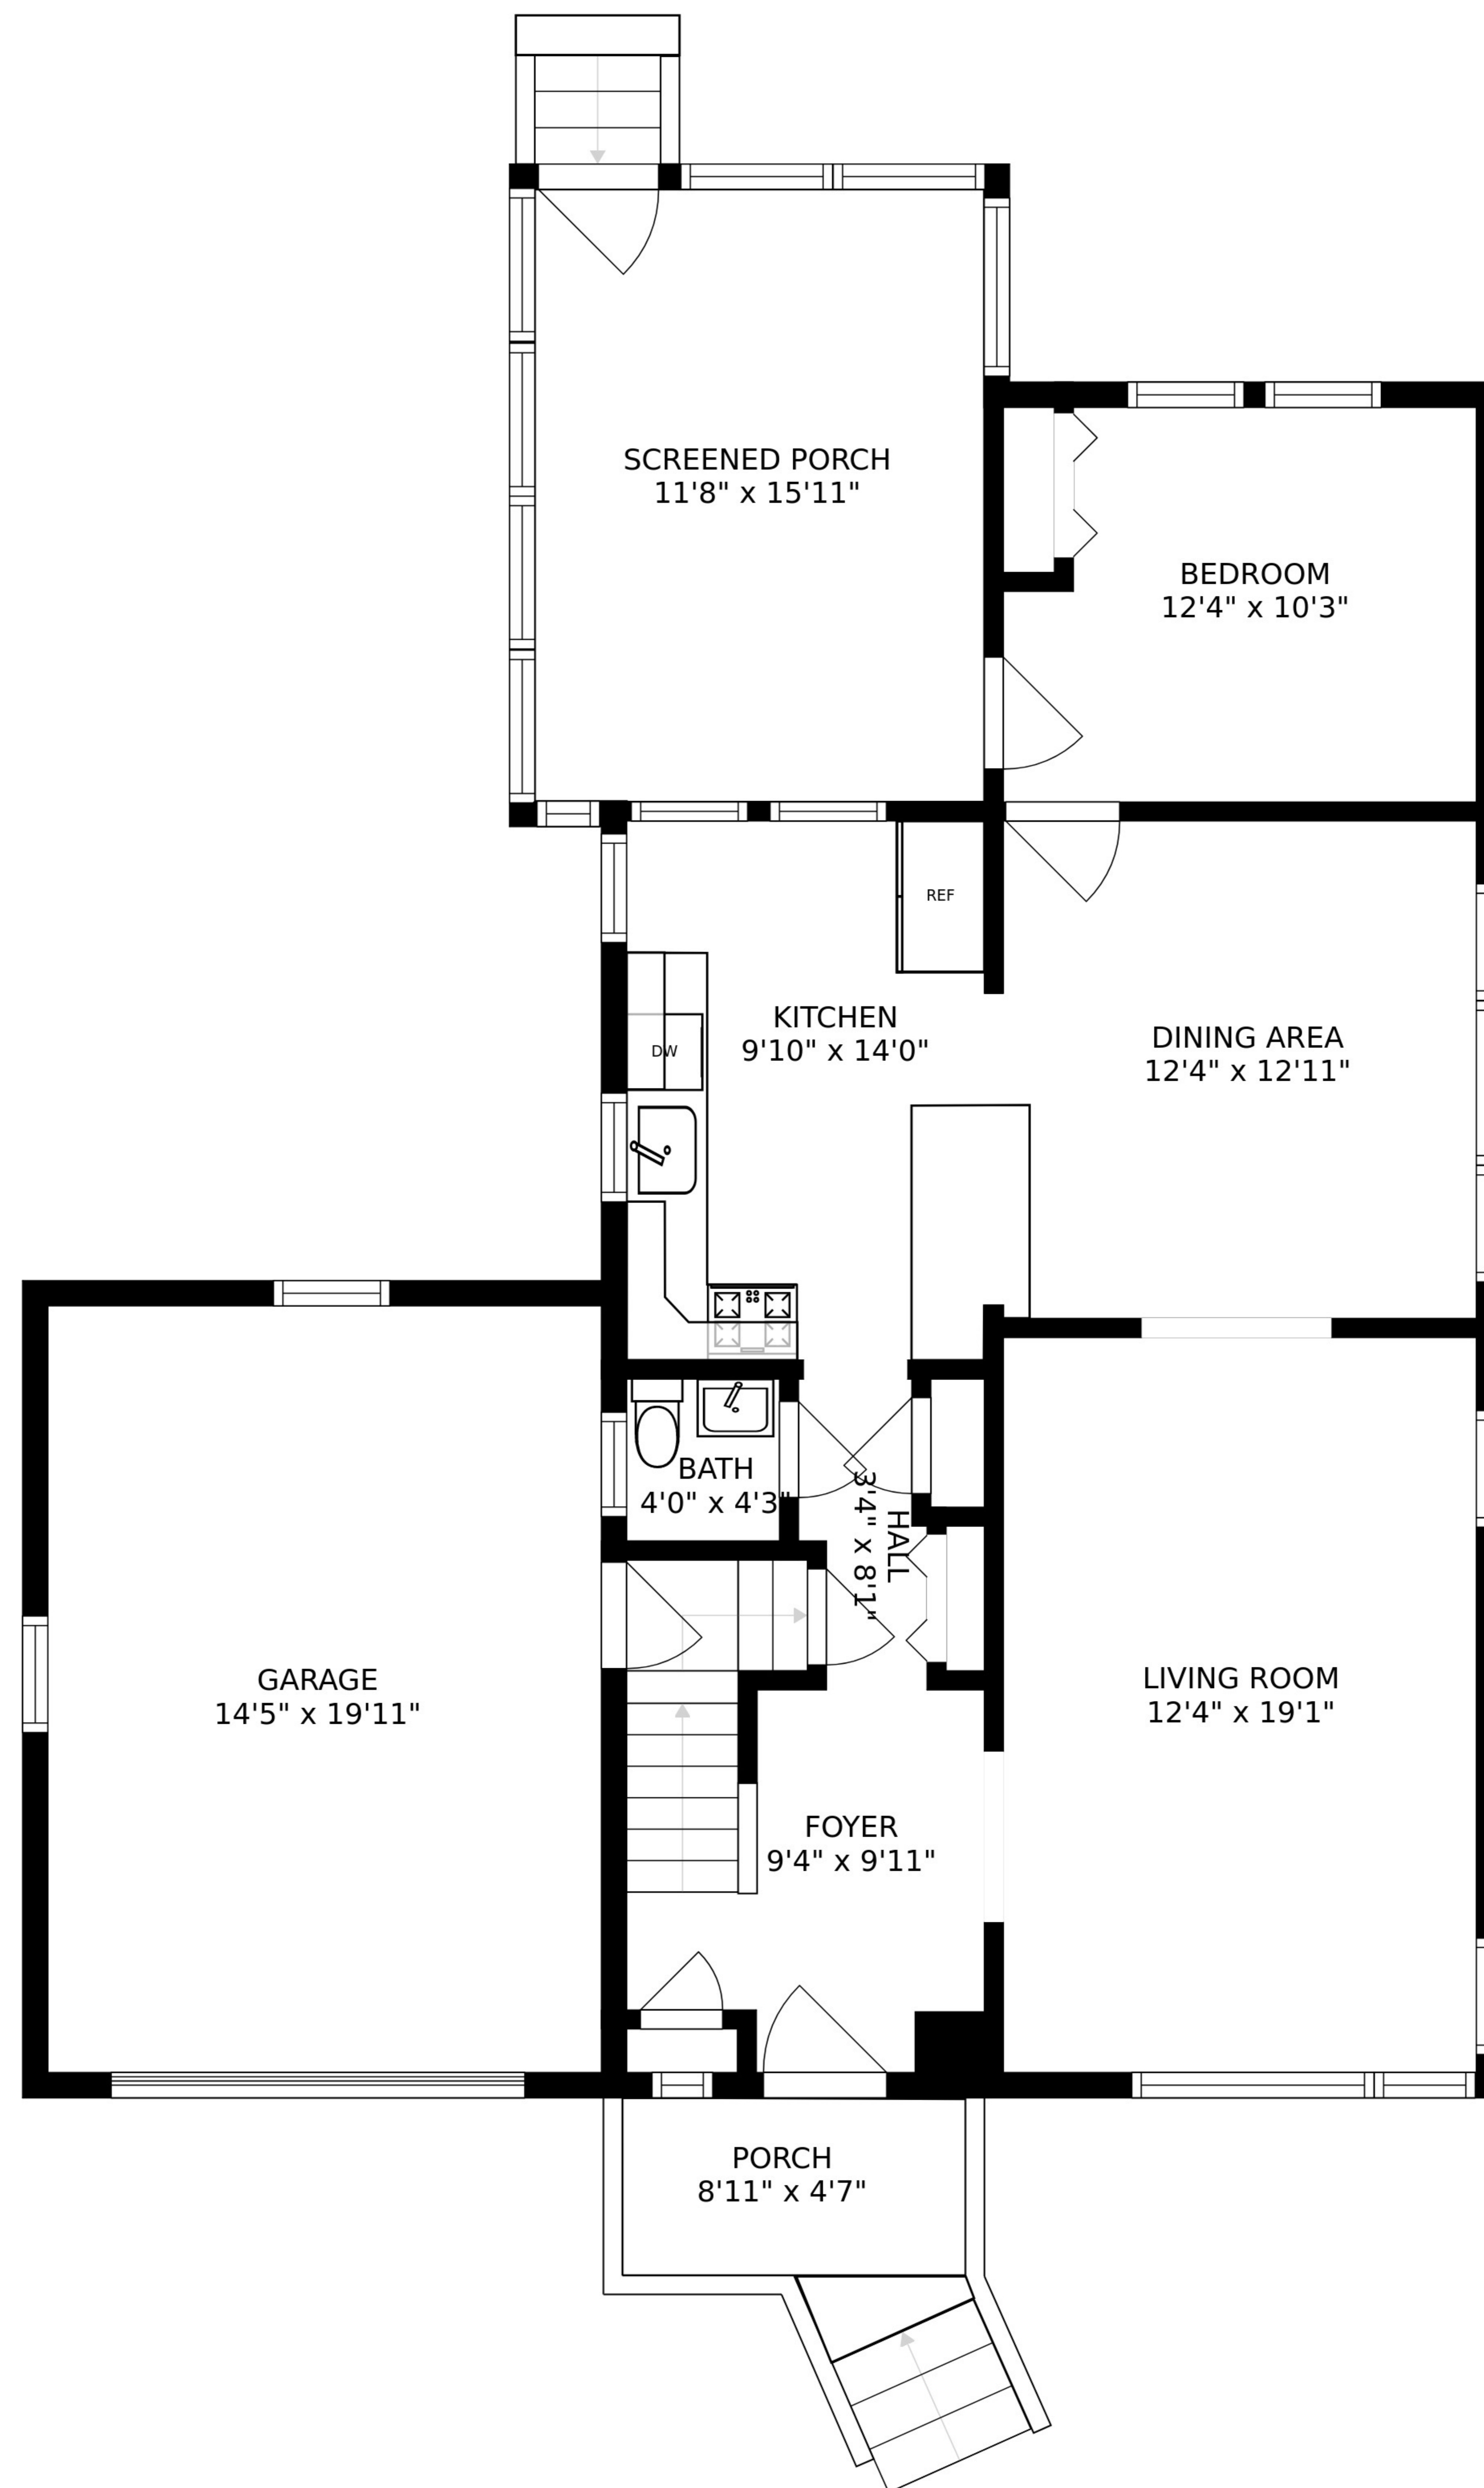 SCREENED PORCH
11'8" x 15'11"
BEDROOM
12'4" x 10'3"
REF
KITCHEN
9'10" x 14'0"
DW
DINING AREA
12'4" x 12'11"
BATH
4'0" x 4'3"
HALL
3'4" x 8'1"
GARAGE
14'5" x 19'11"
LIVING ROOM
12'4" x 19'1"
FOYER
9'4" x 9'11"
PORCH
8'11" x 4'7"